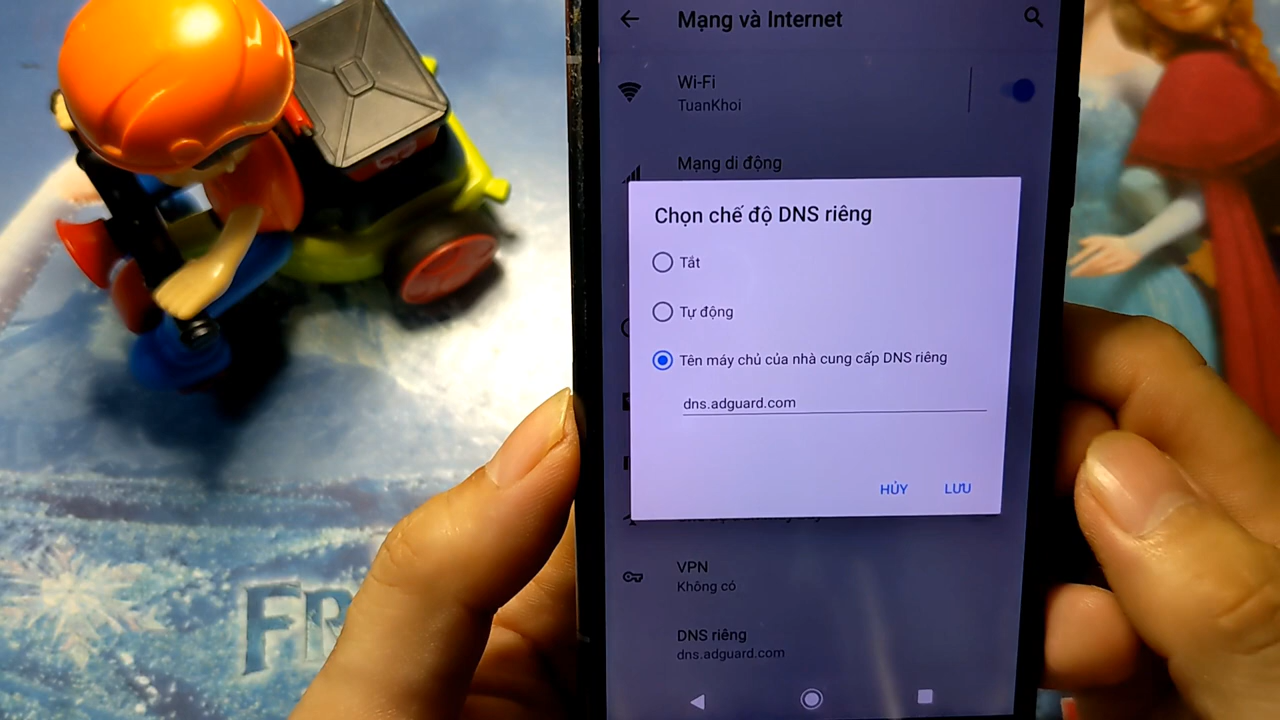 Mạng và Internet
Wi-Fi
TuanKhoi
Mạng di động
Chọn chế độ DNS riêng
Tắt
Tự động
Tên máy chủ của nhà cung cấp DNS riêng
dns.adguard.com
HỦY
LƯU
VPN
Không có
DNS riêng
dns.adguard.com
FR